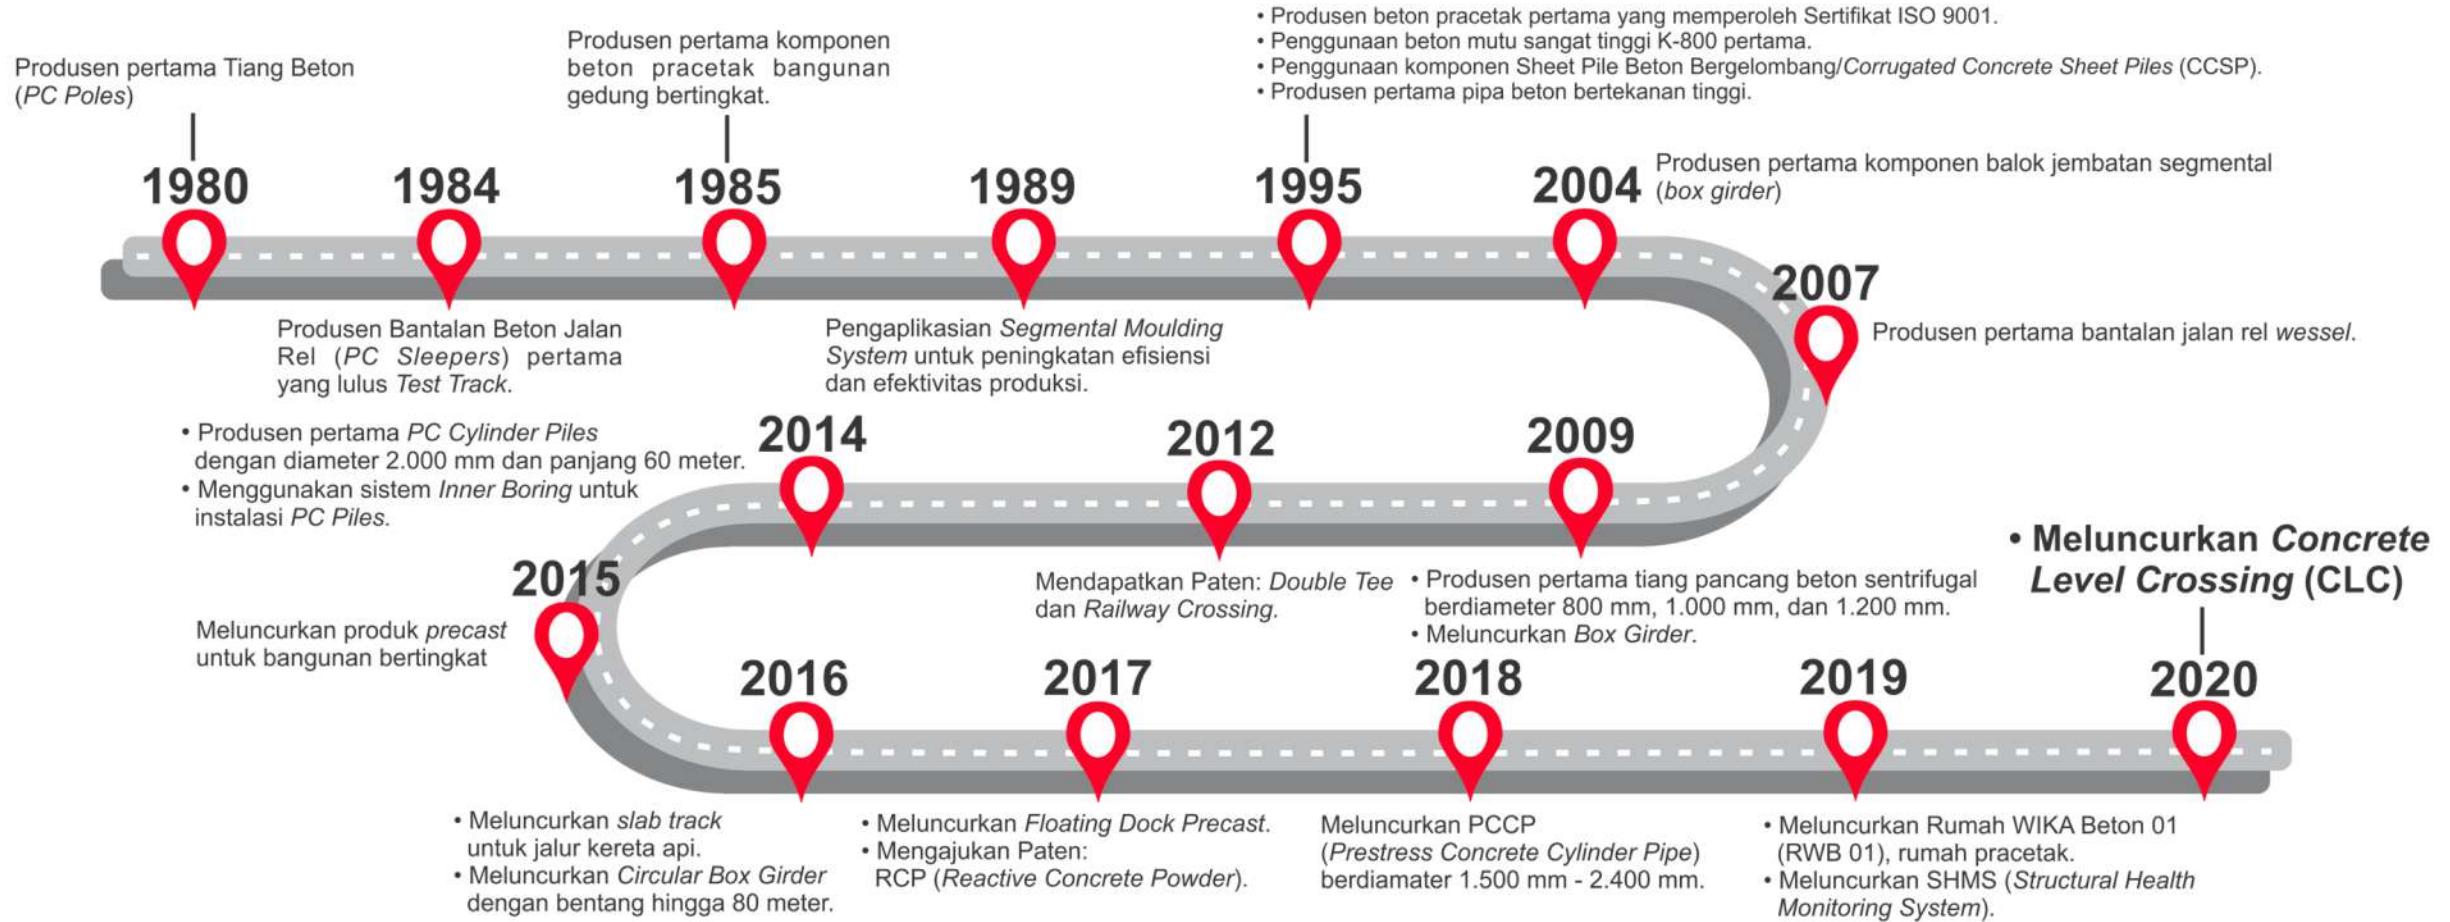 1980
Produsen pertama Tiang Beton
(PC Poles)
1984
Produsen Bantalan Beton Jalan
Rel (PC Sleepers) pertama
yang lulus Test Track.
1985
Produsen pertama komponen
beton pracetak bangunan
gedung bertingkat.
1989
Pengaplikasian Segmental Moulding
System untuk peningkatan efisiensi
dan efektivitas produksi.
1995
• Produsen beton pracetak pertama yang memperoleh Sertifikat ISO 9001.
• Penggunaan beton mutu sangat tinggi K-800 pertama.
• Penggunaan komponen Sheet Pile Beton Bergelombang/Corrugated Concrete Sheet Piles (CCSP).
• Produsen pertama pipa beton bertekanan tinggi.
2004
Produsen pertama komponen balok jembatan segmental
(box girder)
2007
Produsen pertama bantalan jalan rel wessel.
2009
• Produsen pertama tiang pancang beton sentrifugal
berdiameter 800 mm, 1.000 mm, dan 1.200 mm.
• Meluncurkan Box Girder.
2012
Mendapatkan Paten: Double Tee
dan Railway Crossing.
2014
• Produsen pertama PC Cylinder Piles
dengan diameter 2.000 mm dan panjang 60 meter.
• Menggunakan sistem Inner Boring untuk
instalasi PC Piles.
2015
Meluncurkan produk precast
untuk bangunan bertingkat
2016
• Meluncurkan slab track
untuk jalur kereta api.
• Meluncurkan Circular Box Girder
dengan bentang hingga 80 meter.
2017
• Meluncurkan Floating Dock Precast.
• Mengajukan Paten:
RCP (Reactive Concrete Powder).
2018
Meluncurkan PCCP
(Prestress Concrete Cylinder Pipe)
berdiamater 1.500 mm - 2.400 mm.
2019
• Meluncurkan Rumah WIKA Beton 01
(RWB 01), rumah pracetak.
• Meluncurkan SHMS (Structural Health
Monitoring System).
2020
• Meluncurkan Concrete
Level Crossing (CLC)